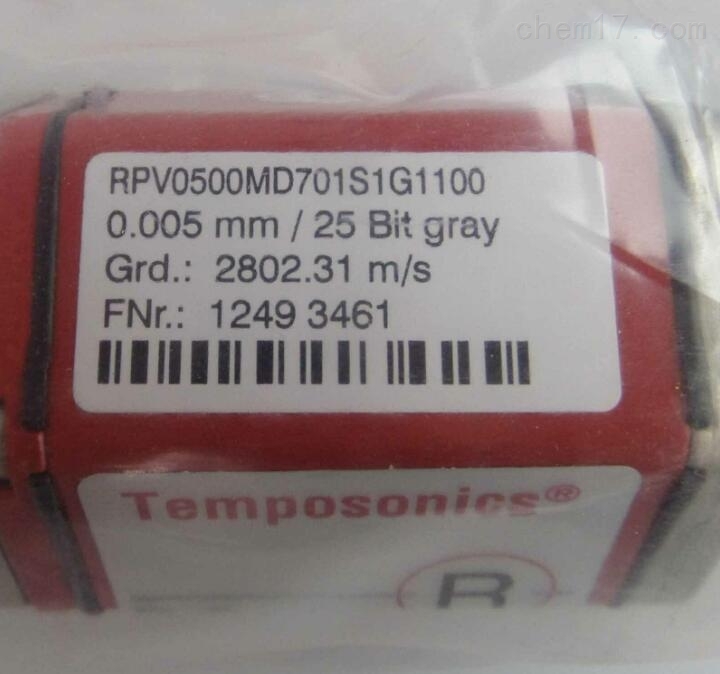 chem17.com
RPV0500MD701S1G1100
0.005 mm / 25 Bit gray
Grd.: 2802.31 m/s
FNr.: 1249 3461
Temposonics®
R